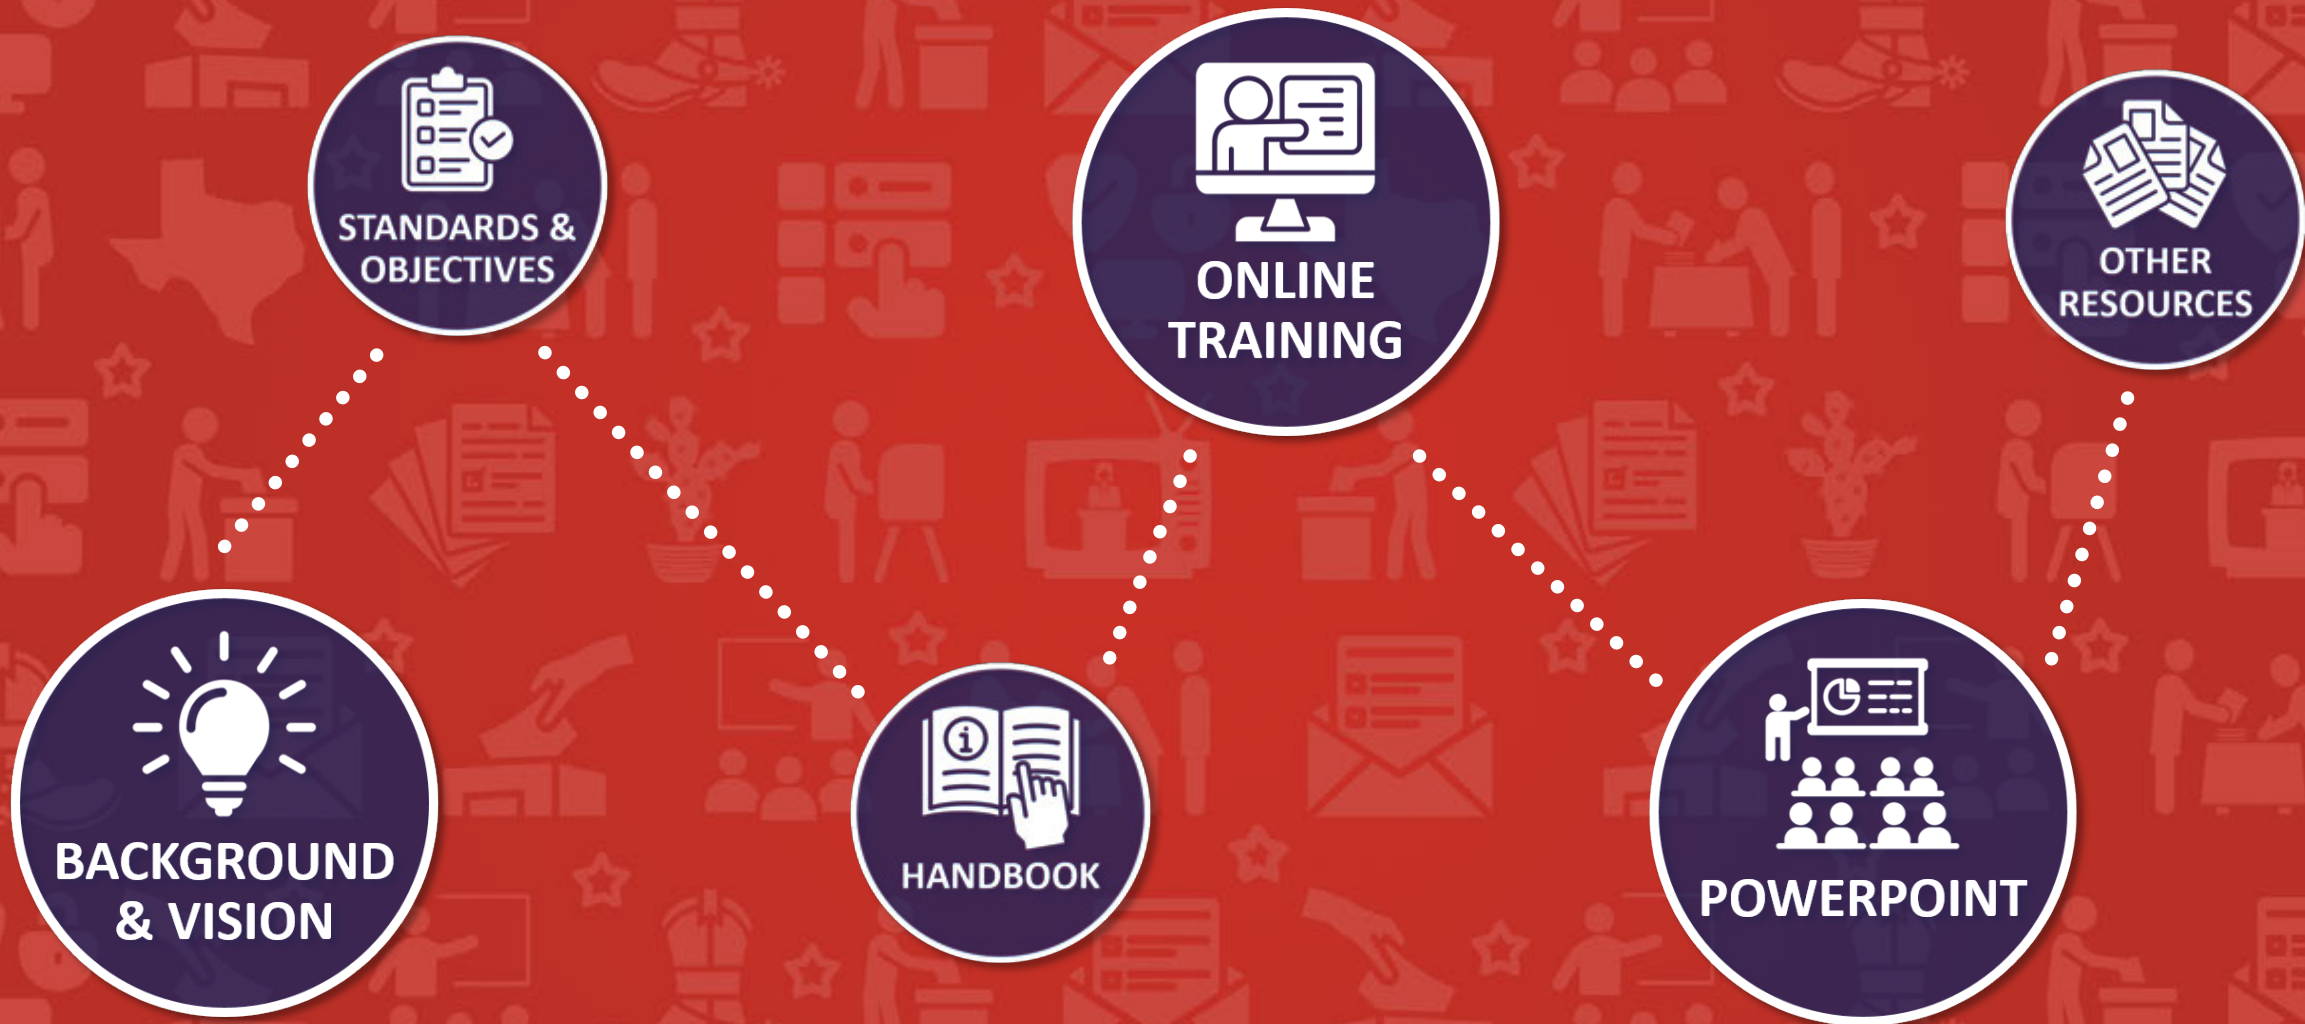 STANDARDS &
OBJECTIVES
ONLINE
TRAINING
OTHER
RESOURCES
BACKGROUND
& VISION
HANDBOOK
POWERPOINT